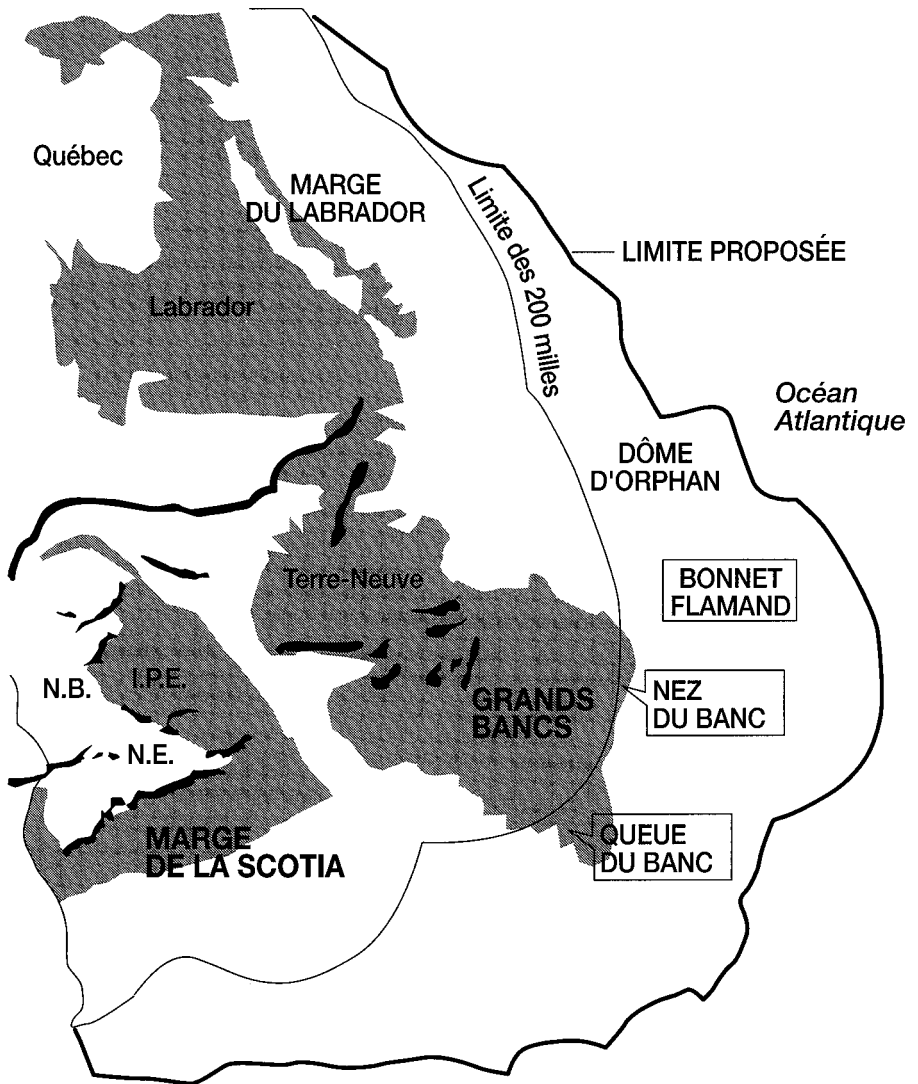 Québec
MARGE
DU LABRADOR
Limite des 200 milles
LIMITE PROPOSÉE
Labrador
Océan
Atlantique
DÔME
D'ORPHAN
Terre-Neuve
BONNET
FLAMAND
N.B.
I.P.E.
GRANDS
BANCS
NEZ
DU BANC
N.E.
MARGE
DE LA SCOTIA
QUEUE
DU BANC